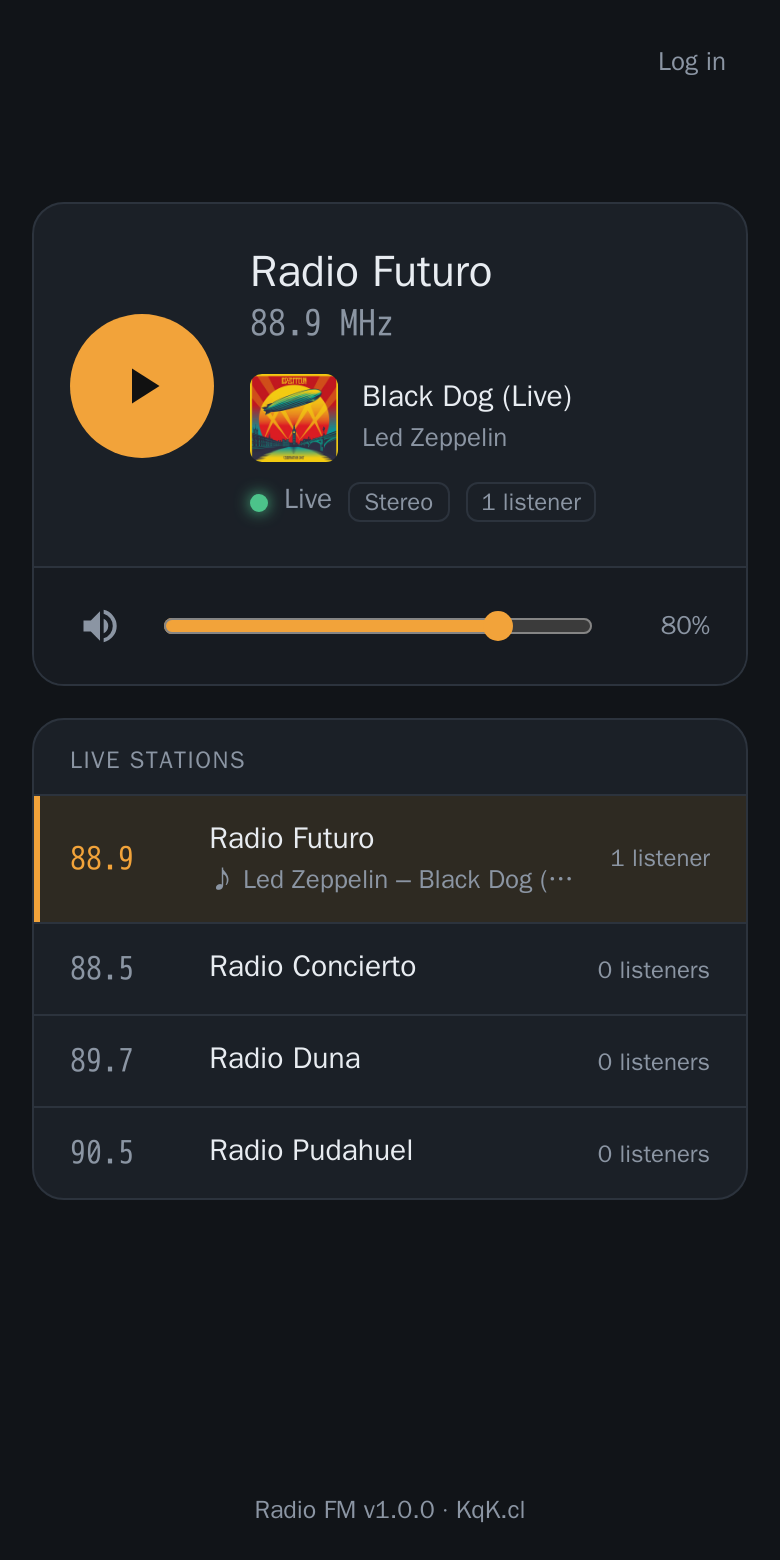 Log in
Radio Futuro
88.9 MHz
Black Dog (Live)
Led Zeppelin
Live
Stereo
1 listener
80%
LIVE STATIONS
88.9
Radio Futuro
1 listener
♪ Led Zeppelin – Black Dog (…
88.5
Radio Concierto
0 listeners
89.7
Radio Duna
0 listeners
90.5
Radio Pudahuel
0 listeners
Radio FM v1.0.0 · KqK.cl